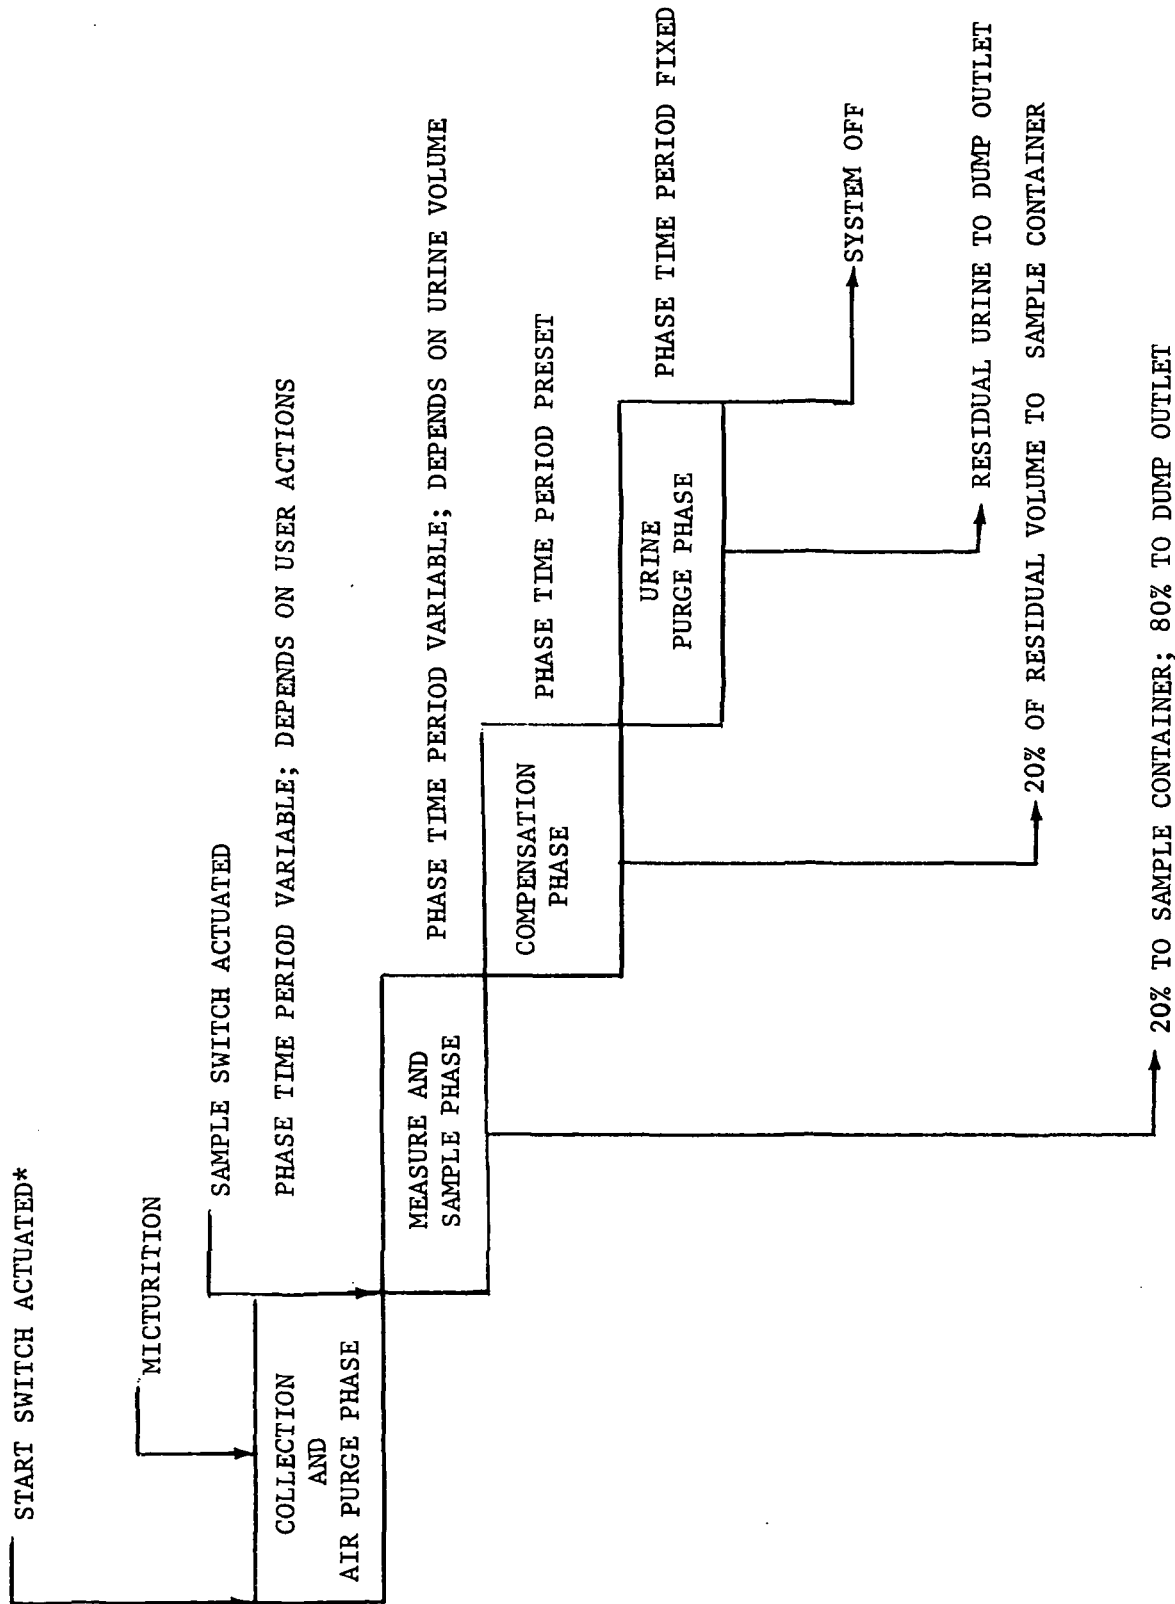 START SWITCH ACTUATED*
MICTURITION
SAMPLE SWITCH ACTUATED
COLLECTION
AND
AIR PURGE PHASE
PHASE TIME PERIOD VARIABLE; DEPENDS ON USER ACTIONS
MEASURE AND
SAMPLE PHASE
PHASE TIME PERIOD VARIABLE; DEPENDS ON URINE VOLUME
COMPENSATION
PHASE
PHASE TIME PERIOD PRESET
URINE
PURGE PHASE
PHASE TIME PERIOD FIXED
SYSTEM OFF
RESIDUAL URINE TO DUMP OUTLET
20% OF RESIDUAL VOLUME TO SAMPLE CONTAINER
20% TO SAMPLE CONTAINER; 80% TO DUMP OUTLET